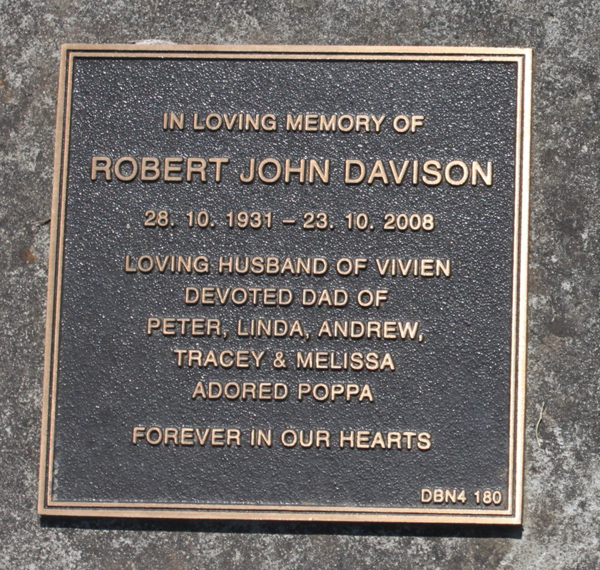 IN LOVING MEMORY OF
ROBERT JOHN DAVISON
28. 10. 1931 – 23. 10. 2008
LOVING HUSBAND OF VIVIEN
DEVOTED DAD OF
PETER, LINDA, ANDREW,
TRACEY & MELISSA
ADORED POPPA
FOREVER IN OUR HEARTS
DBN4 180